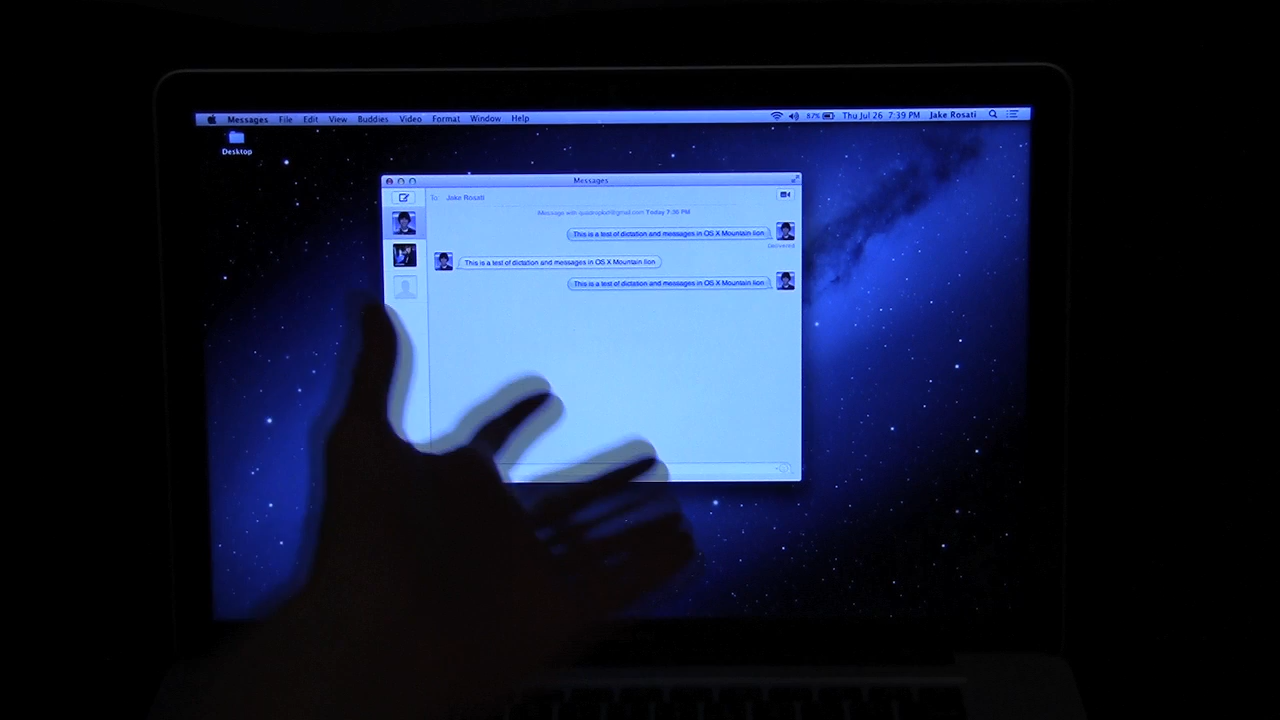 Messages File Edit View Buddies Video Format Window Help 87% Thu Jul 26 7:39 PM Jake Rosati
Desktop
Messages
To: Jake Rosati
Today 7:36 PM
This is a test of dictation and messages in OS X Mountain lion
Delivered
This is a test of dictation and messages in OS X Mountain lion
This is a test of dictation and messages in OS X Mountain lion